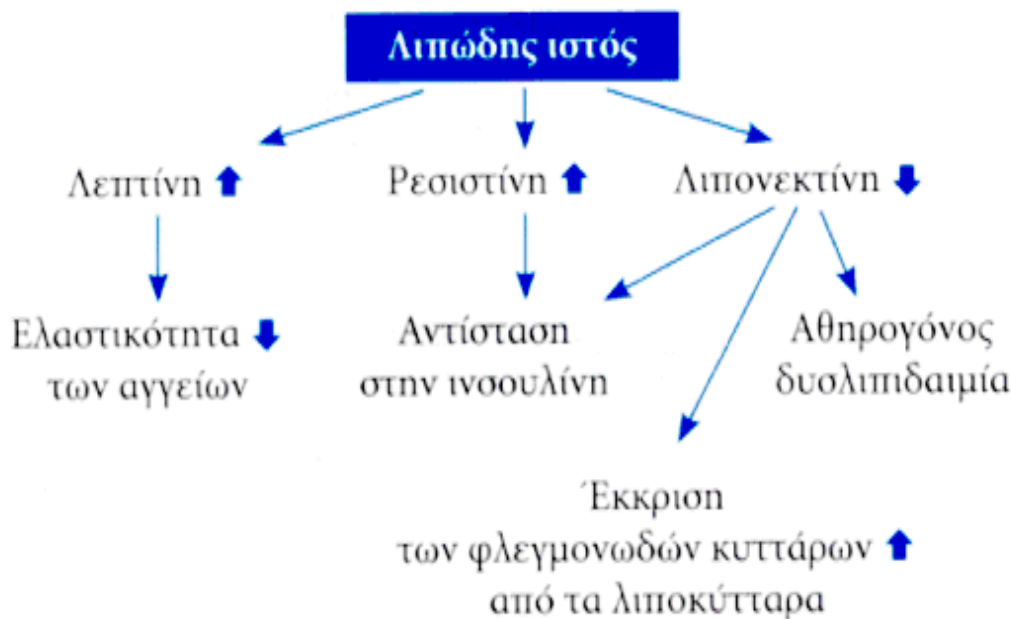 Λιπώδης ιστός
Λεπτίνη
Ρεσιστίνη
Λιπονεκτίνη
Ελαστικότητα
των αγγείων
Αντίσταση
στην ινσουλίνη
Αθηρογόνος
δυσλιπιδαιμία
Έκκριση
των φλεγμονωδών κυττάρων
από τα λιποκύτταρα